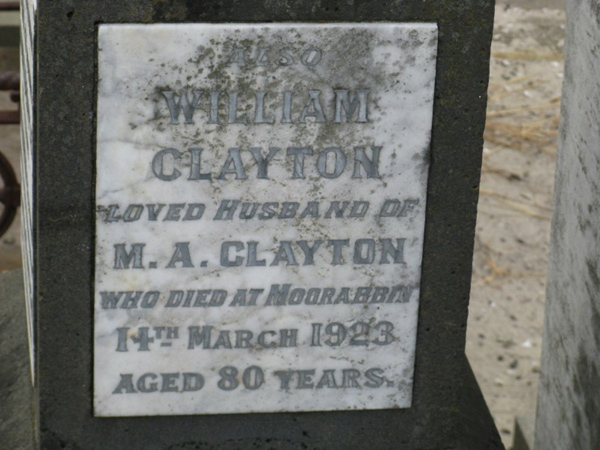 ALSO
WILLIAM
CLAYTON
LOVED HUSBAND OF
M. A. CLAYTON
WHO DIED AT MOORABBIN
14TH MARCH 1923
AGED 80 YEARS.